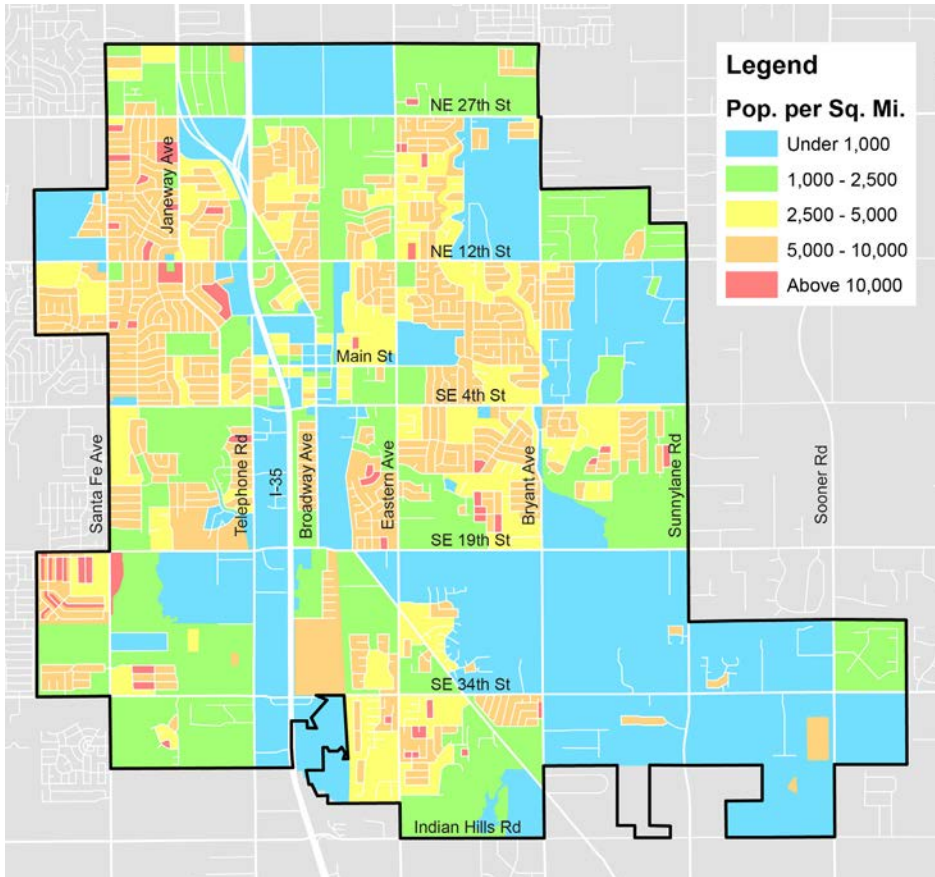 Legend
Pop. per Sq. Mi.
Under 1,000
1,000 - 2,500
2,500 - 5,000
5,000 - 10,000
Above 10,000
NE 27th St
Janeway Ave
NE 12th St
Main St
SE 4th St
Santa Fe Ave
Telephone Rd
I-35
Broadway Ave
Eastern Ave
Bryant Ave
Sunnylane Rd
Sooner Rd
SE 19th St
SE 34th St
Indian Hills Rd